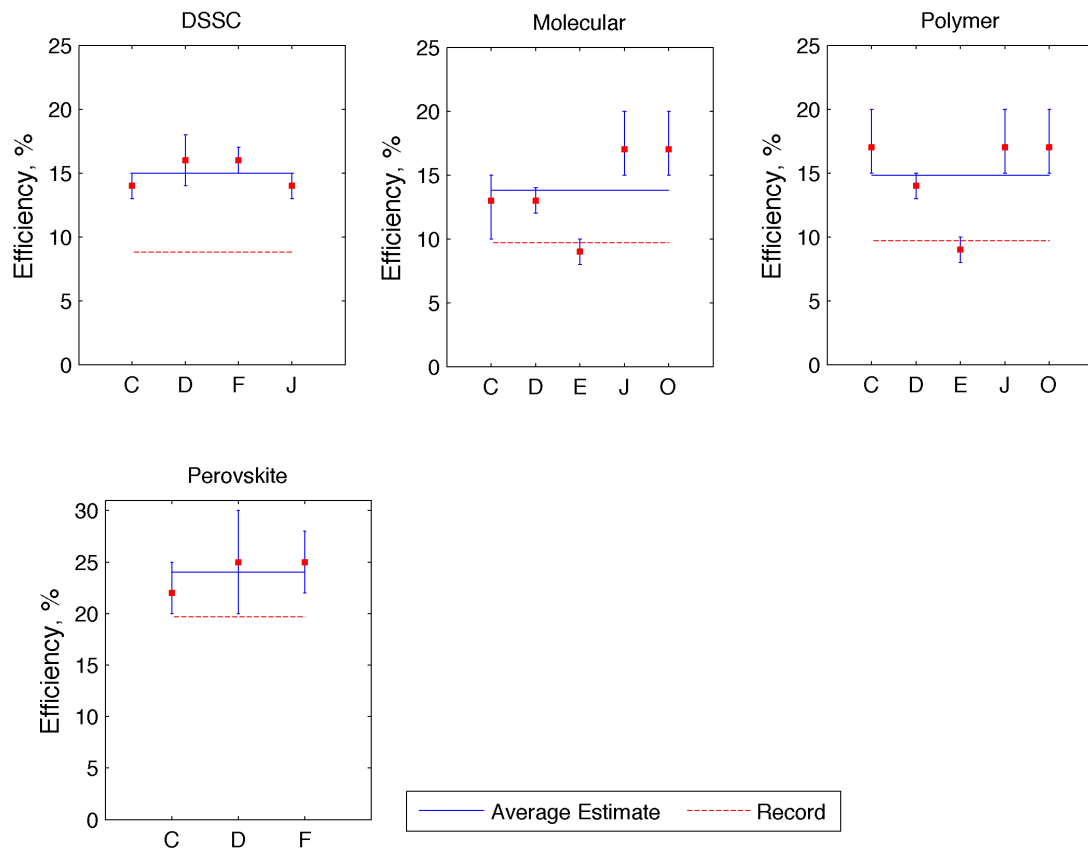 DSSC
Efficiency, %
25
20
15
10
5
0
C D F J
Molecular
Efficiency, %
25
20
15
10
5
0
C D E J O
Polymer
Efficiency, %
25
20
15
10
5
0
C D E J O
Perovskite
Efficiency, %
30
25
20
15
10
5
0
C D F
Average Estimate Record